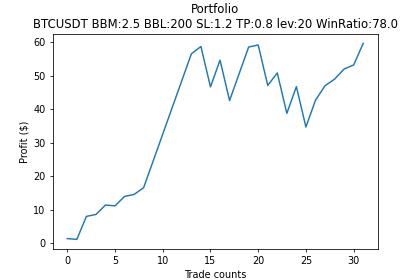 Portfolio
BTCUSDT BBM:2.5 BBL:200 SL:1.2 TP:0.8 lev:20 WinRatio:78.0
60
50
40
30
20
10
0
Profit ($)
0 5 10 15 20 25 30
Trade counts